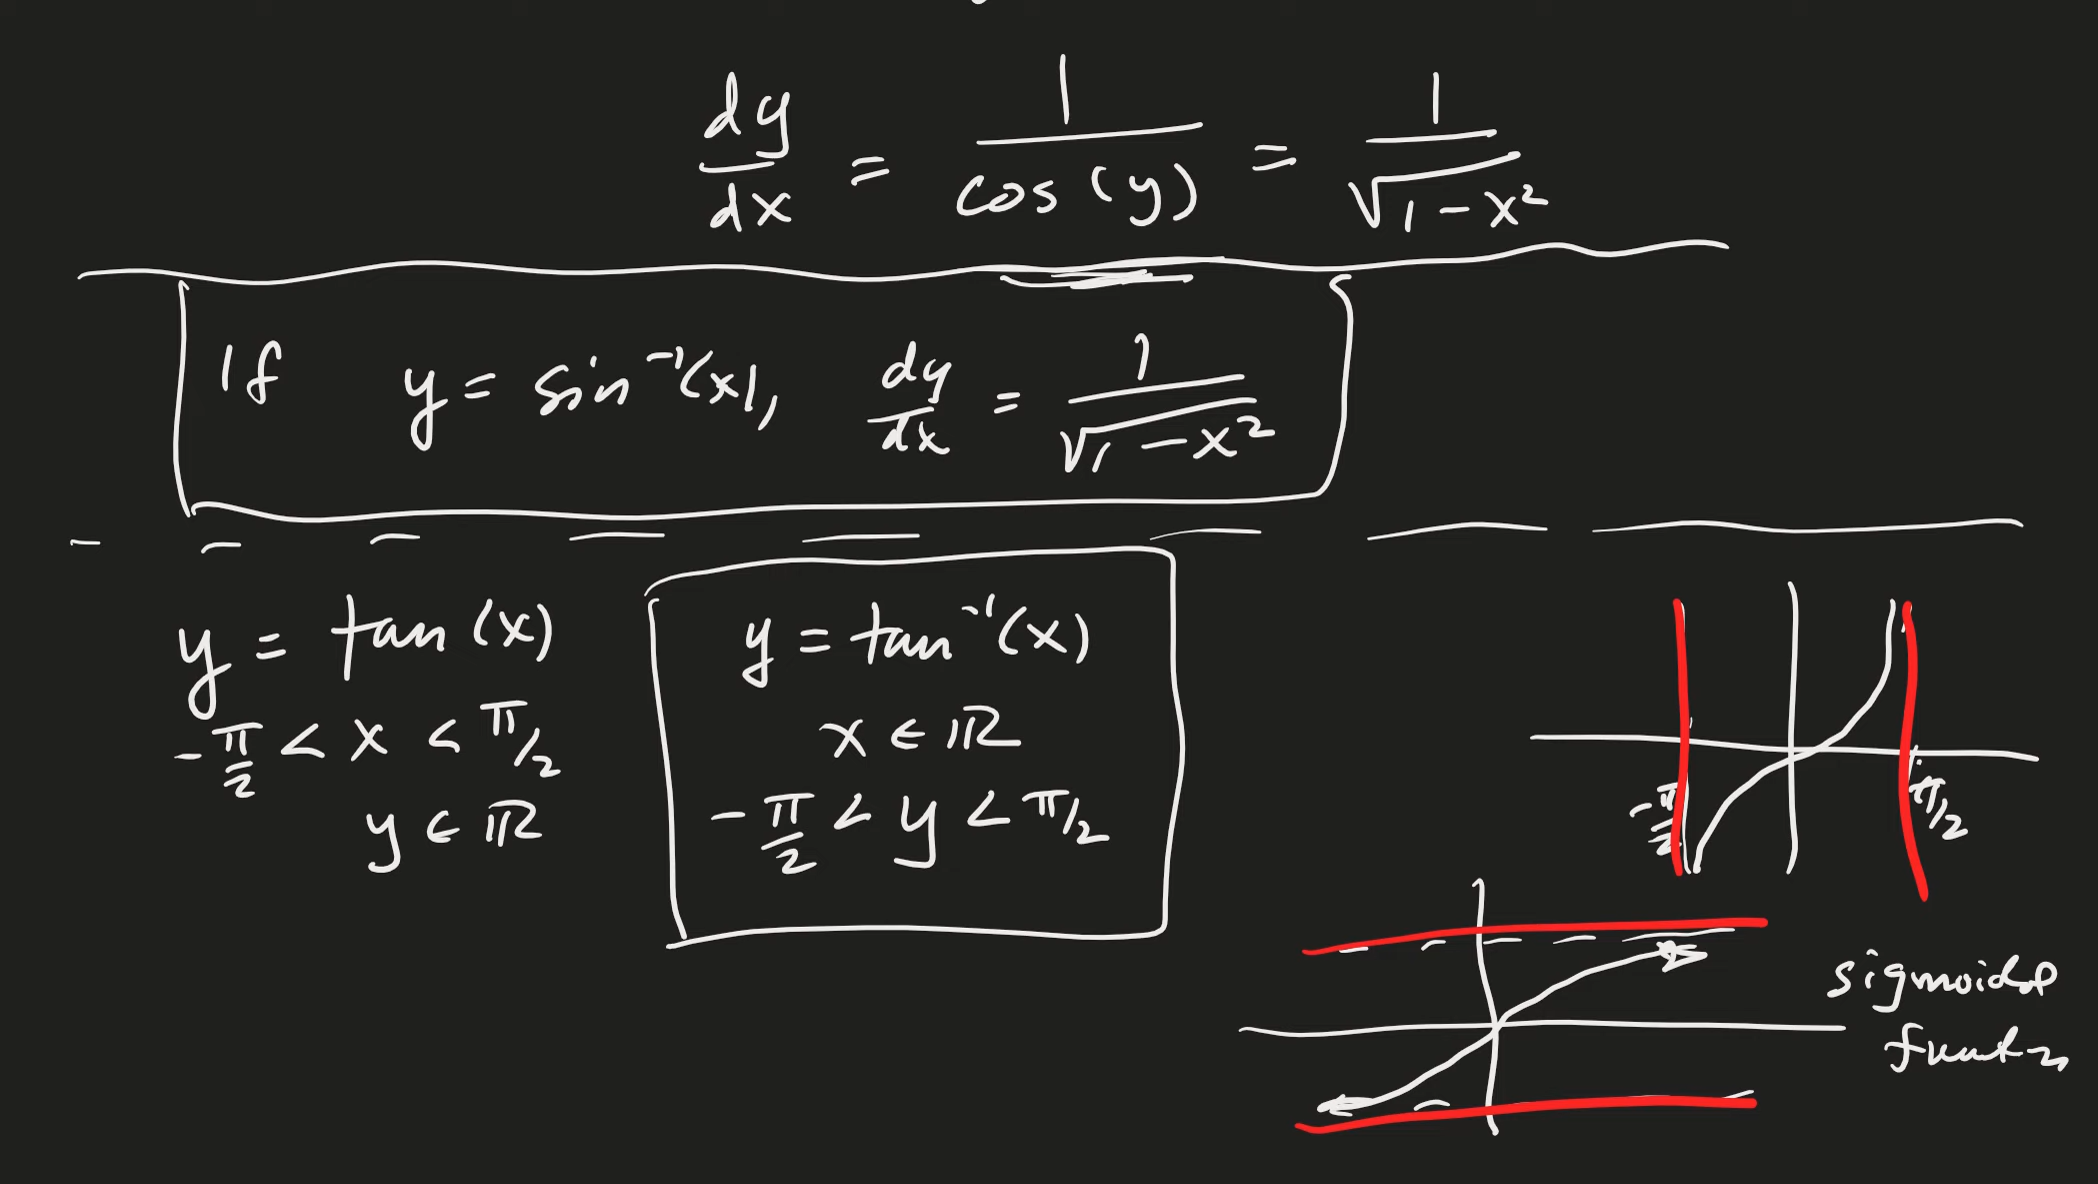 dy/dx = 1/cos(y) = 1/√(1-x²)
If y = sin⁻¹(x), dy/dx = 1/√(1-x²)
y = tan(x)
-π/2 < x < π/2
y ∈ ℝ
y = tan⁻¹(x)
x ∈ ℝ
-π/2 < y < π/2
-π/2
π/2
sigmoidal